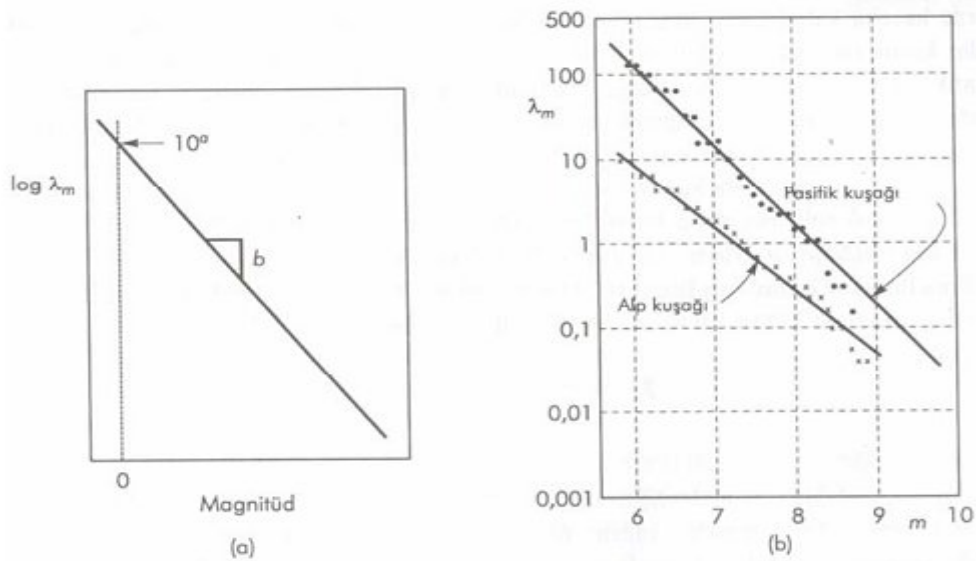 10ᵃ
log λₘ
b
0
Magnitüd
(a)
500
100
λₘ
10
1
0,1
0,01
0,001
Pasifik kuşağı
Alp kuşağı
6 7 8 9 m 10
(b)